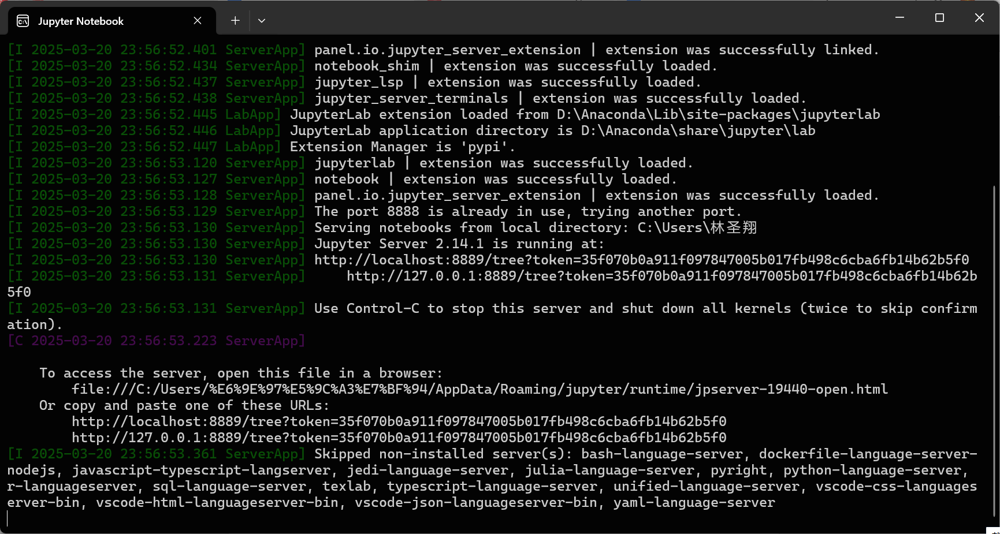 Jupyter Notebook
[I 2025-03-20 23:56:52.401 ServerApp] panel.io.jupyter_server_extension | extension was successfully linked.
[I 2025-03-20 23:56:52.434 ServerApp] notebook_shim | extension was successfully loaded.
[I 2025-03-20 23:56:52.437 ServerApp] jupyter_lsp | extension was successfully loaded.
[I 2025-03-20 23:56:52.438 ServerApp] jupyter_server_terminals | extension was successfully loaded.
[I 2025-03-20 23:56:52.445 LabApp] JupyterLab extension loaded from D:\Anaconda\Lib\site-packages\jupyterlab
[I 2025-03-20 23:56:52.446 LabApp] JupyterLab application directory is D:\Anaconda\share\jupyter\lab
[I 2025-03-20 23:56:52.447 LabApp] Extension Manager is 'pypi'.
[I 2025-03-20 23:56:53.120 ServerApp] jupyterlab | extension was successfully loaded.
[I 2025-03-20 23:56:53.127 ServerApp] notebook | extension was successfully loaded.
[I 2025-03-20 23:56:53.128 ServerApp] panel.io.jupyter_server_extension | extension was successfully loaded.
[I 2025-03-20 23:56:53.129 ServerApp] The port 8888 is already in use, trying another port.
[I 2025-03-20 23:56:53.130 ServerApp] Serving notebooks from local directory: C:\Users\林圣翔
[I 2025-03-20 23:56:53.130 ServerApp] Jupyter Server 2.14.1 is running at:
[I 2025-03-20 23:56:53.130 ServerApp] http://localhost:8889/tree?token=35f070b0a911f097847005b017fb498c6cba6fb14b62b5f0
[I 2025-03-20 23:56:53.131 ServerApp]     http://127.0.0.1:8889/tree?token=35f070b0a911f097847005b017fb498c6cba6fb14b62b
5f0
[I 2025-03-20 23:56:53.131 ServerApp] Use Control-C to stop this server and shut down all kernels (twice to skip confirm
ation).
[C 2025-03-20 23:56:53.223 ServerApp]
To access the server, open this file in a browser:
file:///C:/Users/%E6%9E%97%E5%9C%A3%E7%BF%94/AppData/Roaming/jupyter/runtime/jpserver-19440-open.html
Or copy and paste one of these URLs:
http://localhost:8889/tree?token=35f070b0a911f097847005b017fb498c6cba6fb14b62b5f0
http://127.0.0.1:8889/tree?token=35f070b0a911f097847005b017fb498c6cba6fb14b62b5f0
[I 2025-03-20 23:56:53.361 ServerApp] Skipped non-installed server(s): bash-language-server, dockerfile-language-server-
nodejs, javascript-typescript-langserver, jedi-language-server, julia-language-server, pyright, python-language-server,
r-languageserver, sql-language-server, texlab, typescript-language-server, unified-language-server, vscode-css-languages
erver-bin, vscode-html-languageserver-bin, vscode-json-languageserver-bin, yaml-language-server